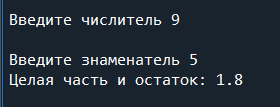 Введите числитель 9
Введите знаменатель 5
Целая часть и остаток: 1.8